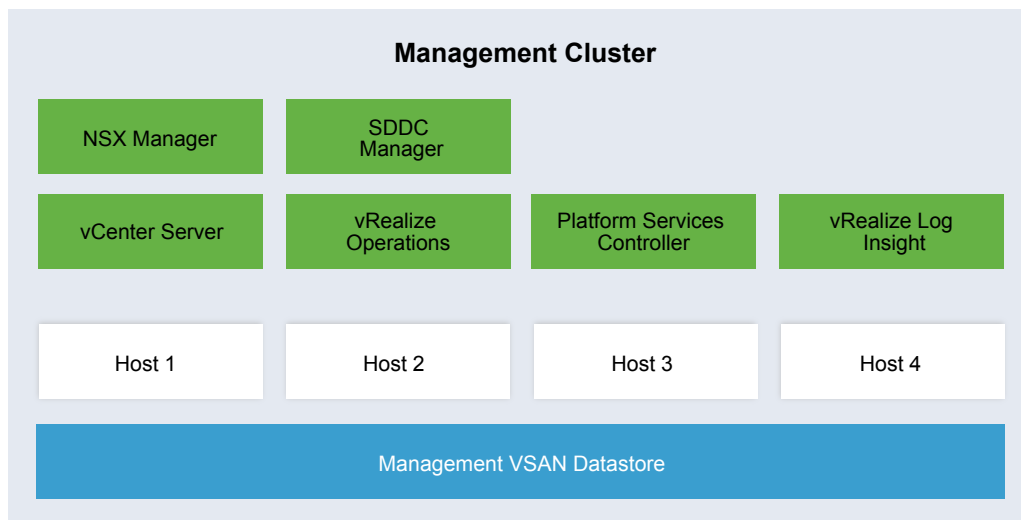 Management Cluster
NSX Manager
SDDC
Manager
vCenter Server
vRealize
Operations
Platform Services
Controller
vRealize Log
Insight
Host 1
Host 2
Host 3
Host 4
Management VSAN Datastore